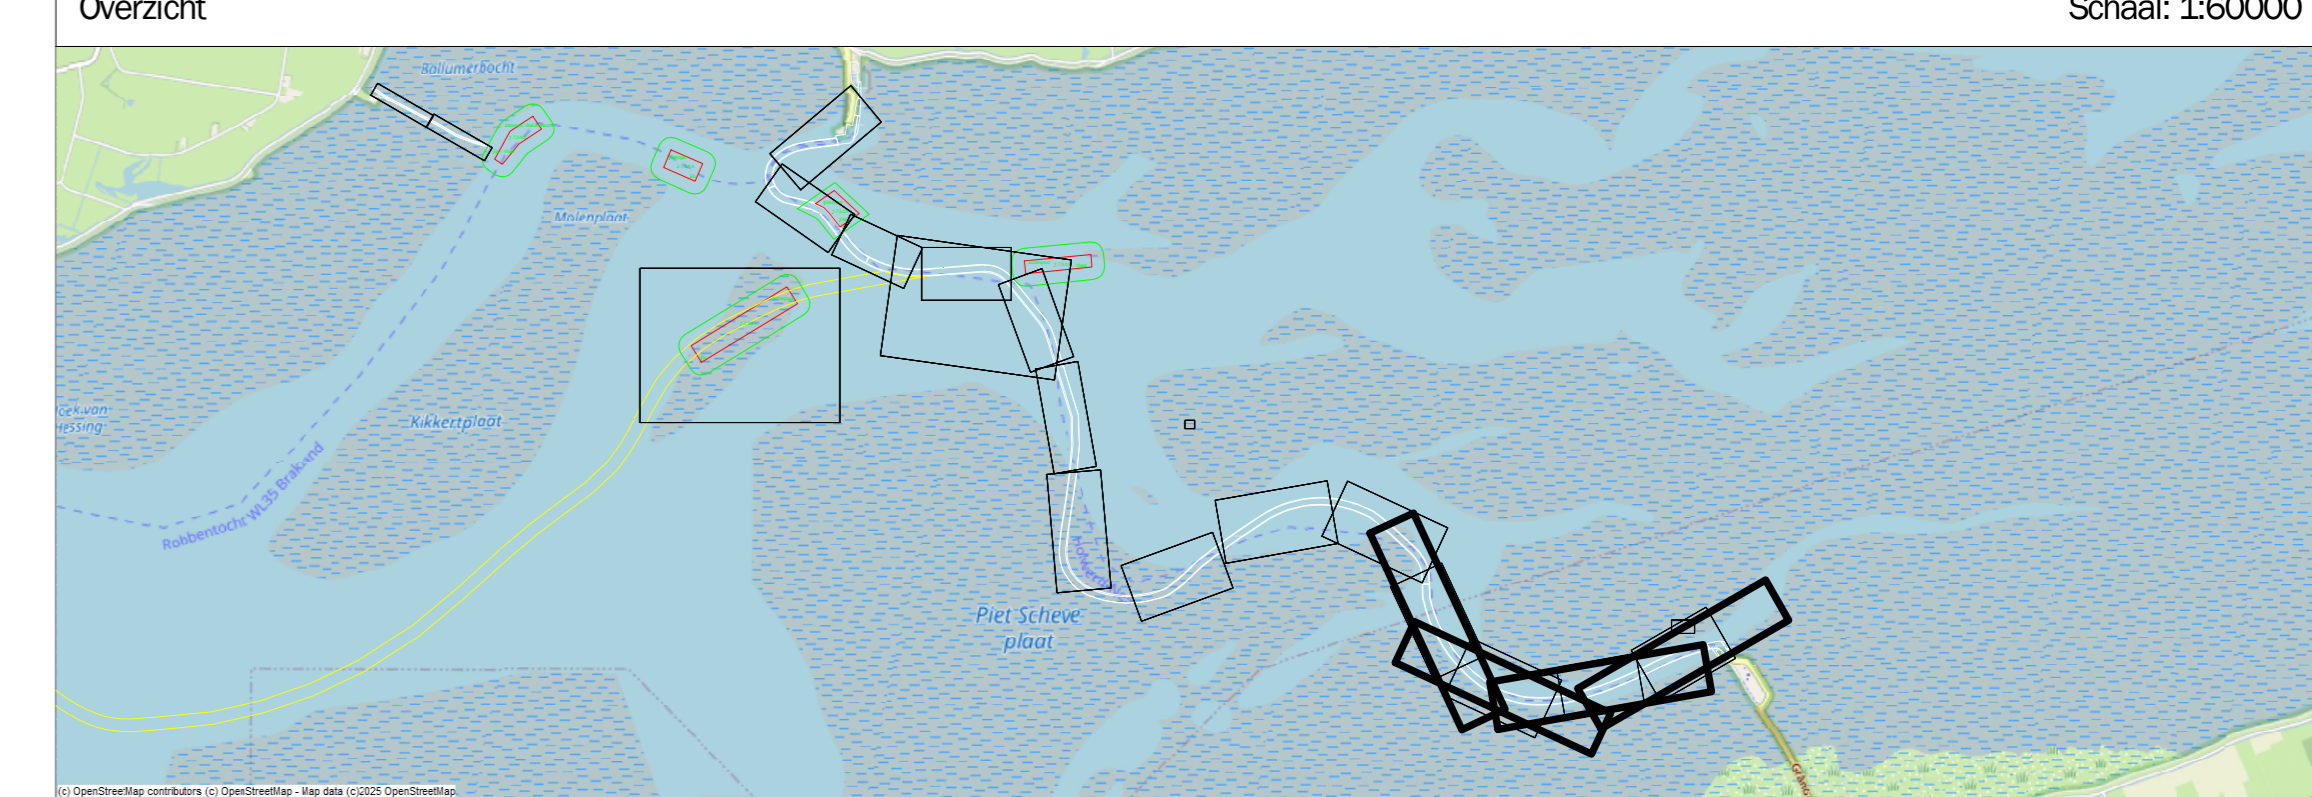 Overzicht
Schaal: 1:60000
Ballumerbocht
Molenplaat
Kikkertplaat
Robbentocht WL35 Brakzand
Piet Scheve
plaat
(c) OpenStreetMap contributors (c) OpenStreetMap - Map data (c)2025 OpenStreetMap